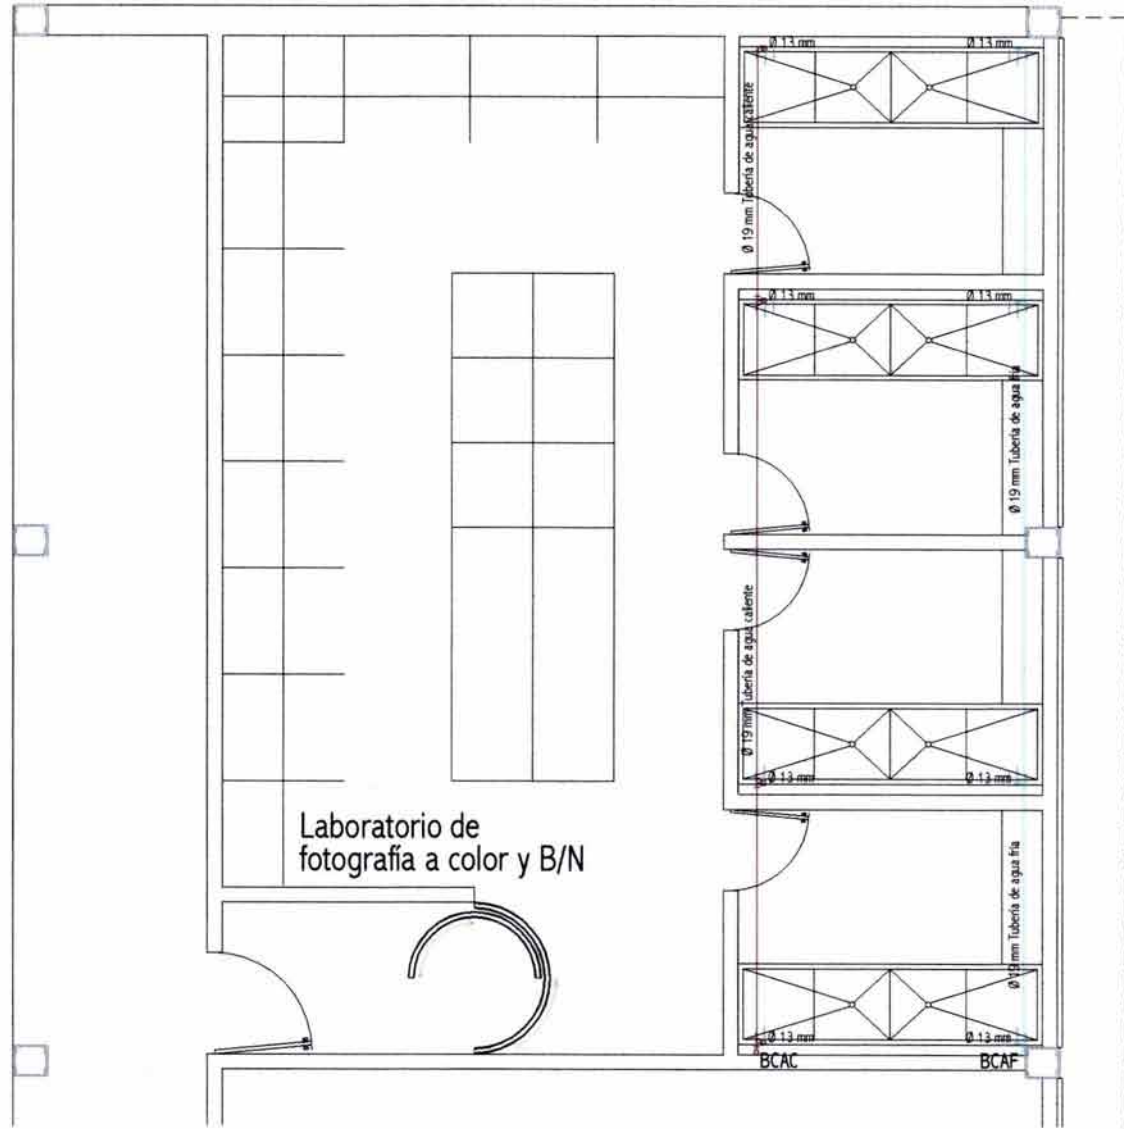 Ø 13 mm
Ø 13 mm
Ø 19 mm Tubería de agua caliente
Ø 13 mm
Ø 13 mm
Ø 19 mm Tubería de agua fría
Ø 19 mm Tubería de agua caliente
Ø 13 mm
Ø 13 mm
Laboratorio de
fotografía a color y B/N
Ø 19 mm Tubería de agua fría
Ø 13 mm
Ø 13 mm
BCAC
BCAF